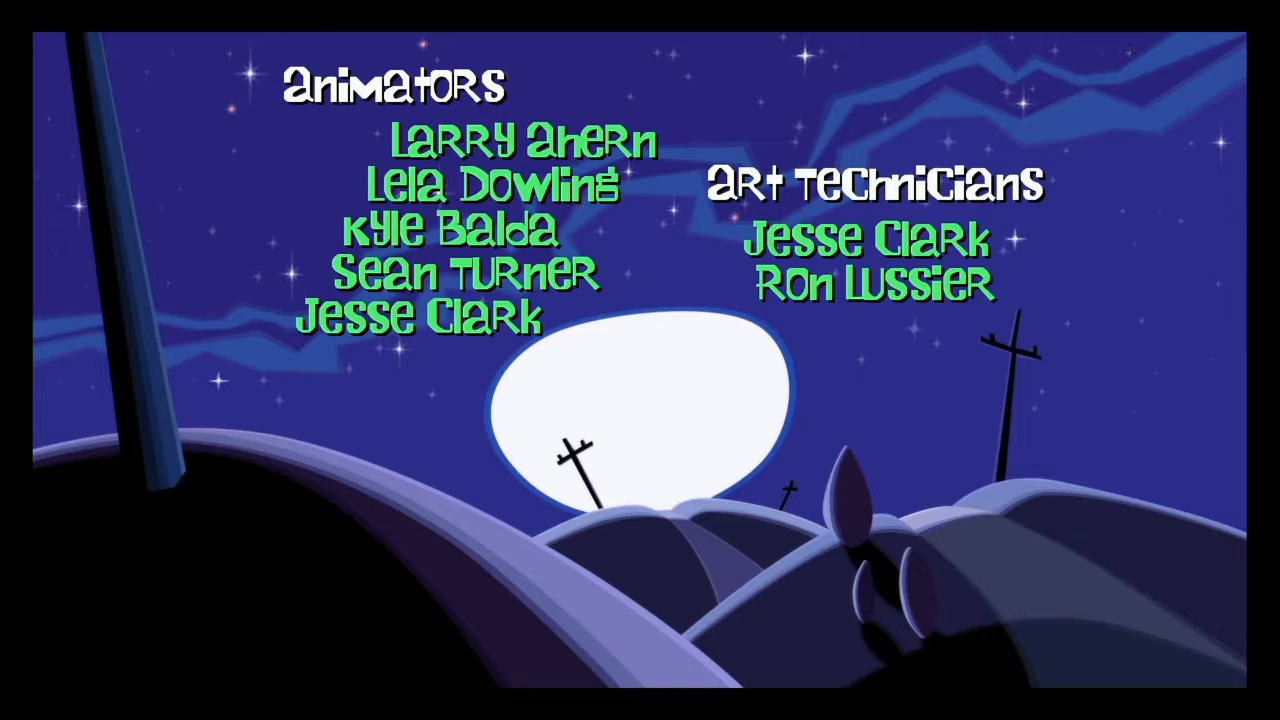 animators
Larry Ahern
Lela Dowling
Kyle Balda
Sean Turner
Jesse Clark
art technicians
Jesse Clark
Ron Lussier